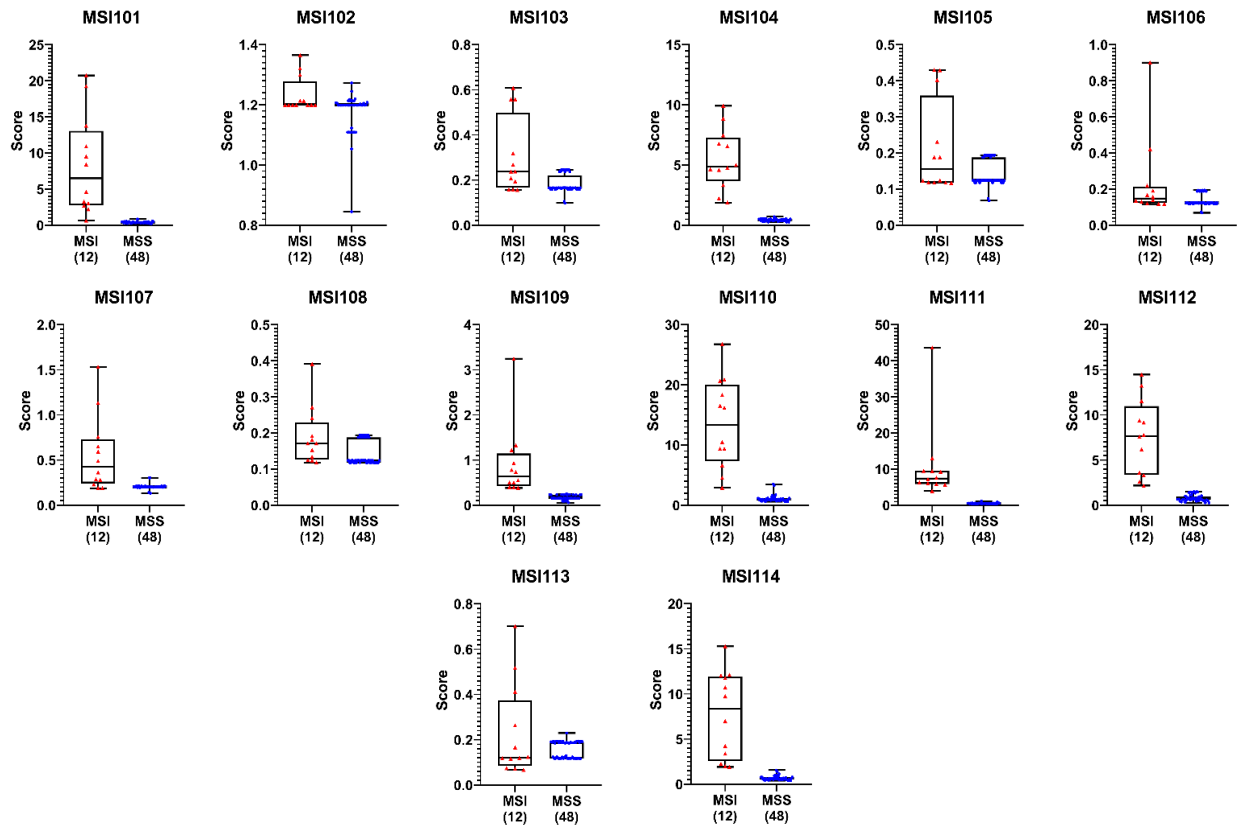 MSI101 MSI102 MSI103 MSI104 MSI105 MSI106
25 1.4 0.8 15 0.5 1.0
20 0.4 0.8
0.6
15 1.2 10 0.3 0.6
0.4
10 1.0 5 0.2 0.4
0.2
5 0.1 0.2
0 0.8 0.0 0 0.0 0.0
Score Score Score Score Score Score
MSI MSS MSI MSS MSI MSS MSI MSS MSI MSS MSI MSS
(12) (48) (12) (48) (12) (48) (12) (48) (12) (48) (12) (48)
MSI107 MSI108 MSI109 MSI110 MSI111 MSI112
2.0 0.5 4 30 50 20
0.4 40
1.5 3 15
20
0.3 30
1.0 2 10
0.2 20
10
0.5 1 5
0.1 10
0.0 0.0 0 0 0 0
Score Score Score Score Score Score
MSI MSS MSI MSS MSI MSS MSI MSS MSI MSS MSI MSS
(12) (48) (12) (48) (12) (48) (12) (48) (12) (48) (12) (48)
MSI113 MSI114
0.8 20
0.6 15
0.4 10
0.2 5
0.0 0
Score Score
MSI MSS MSI MSS
(12) (48) (12) (48)